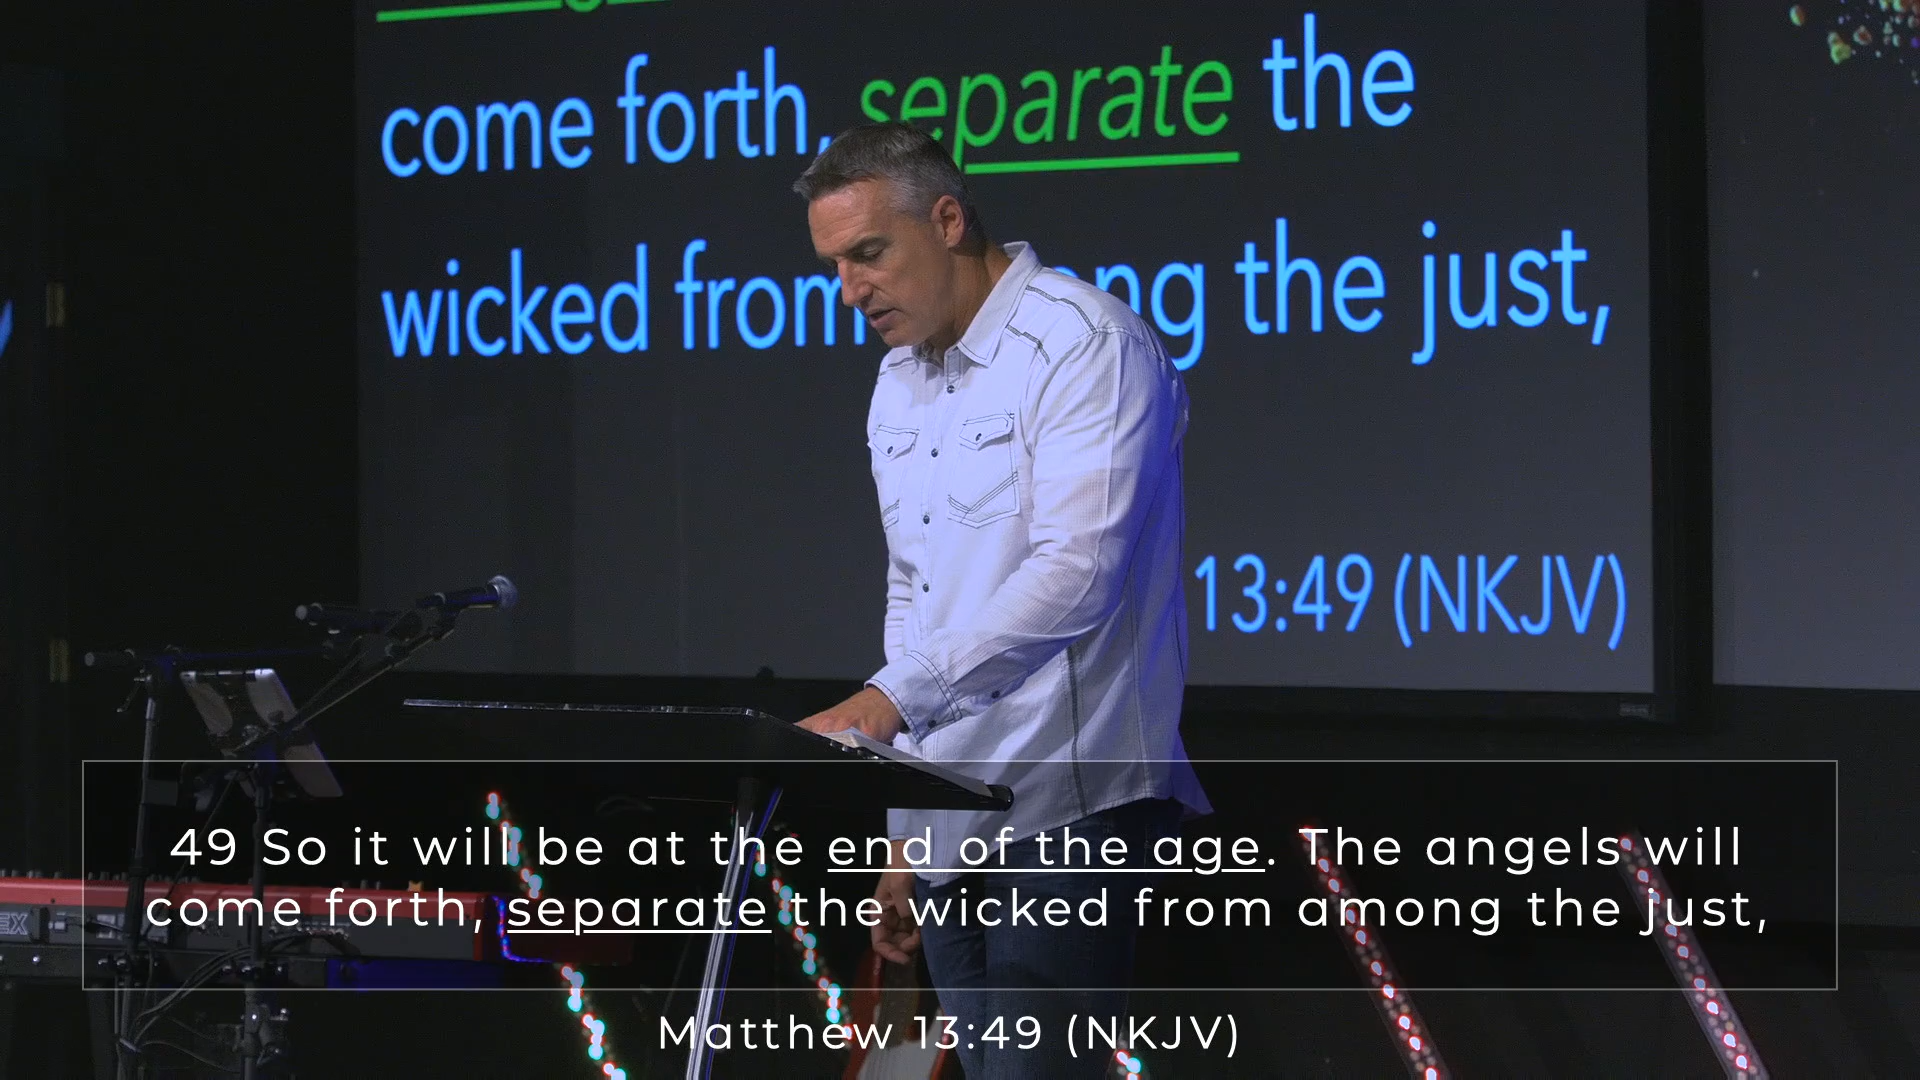 come forth, separate the
wicked from the just,
13:49 (NKJV)
49 So it will be at the end of the age. The angels will
come forth, separate the wicked from among the just,
Matthew 13:49 (NKJV)